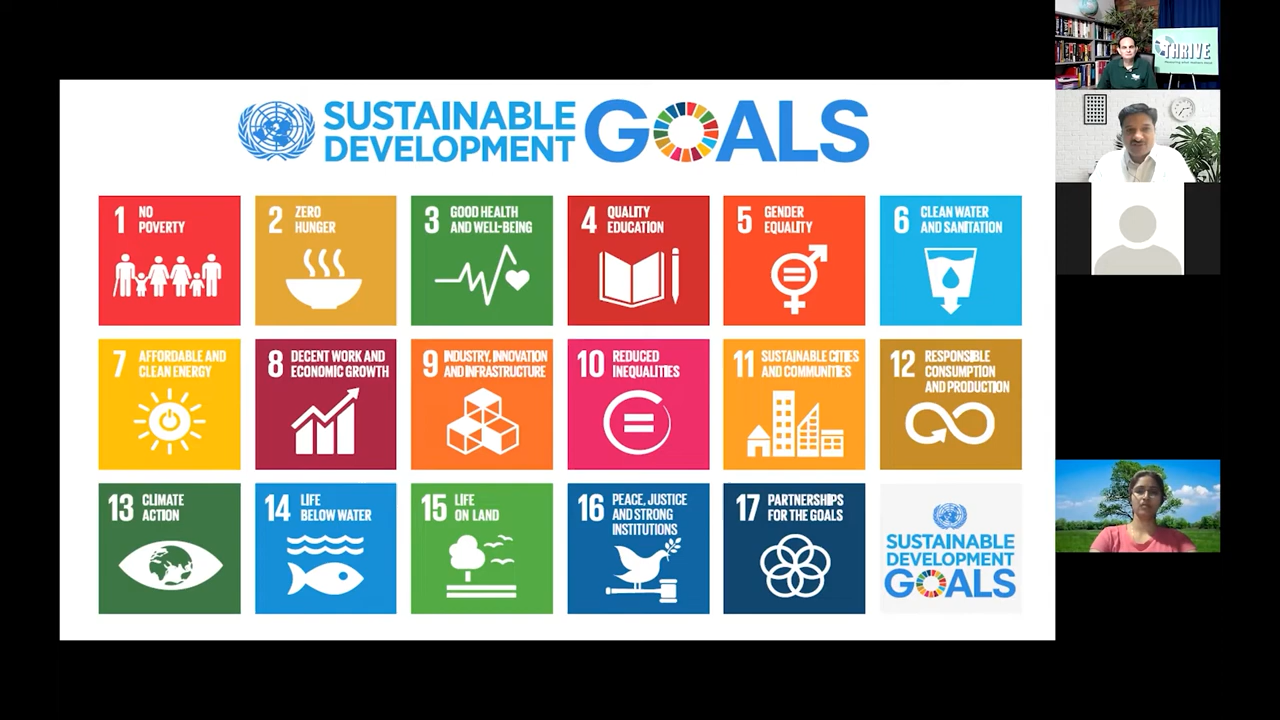 SUSTAINABLE
DEVELOPMENT
GOALS
1 NO
POVERTY
2 ZERO
HUNGER
3 GOOD HEALTH
AND WELL-BEING
4 QUALITY
EDUCATION
5 GENDER
EQUALITY
6 CLEAN WATER
AND SANITATION
7 AFFORDABLE AND
CLEAN ENERGY
8 DECENT WORK AND
ECONOMIC GROWTH
9 INDUSTRY, INNOVATION
AND INFRASTRUCTURE
10 REDUCED
INEQUALITIES
11 SUSTAINABLE CITIES
AND COMMUNITIES
12 RESPONSIBLE
CONSUMPTION
AND PRODUCTION
13 CLIMATE
ACTION
14 LIFE
BELOW WATER
15 LIFE
ON LAND
16 PEACE, JUSTICE
AND STRONG
INSTITUTIONS
17 PARTNERSHIPS
FOR THE GOALS
SUSTAINABLE
DEVELOPMENT
GOALS
THRIVE